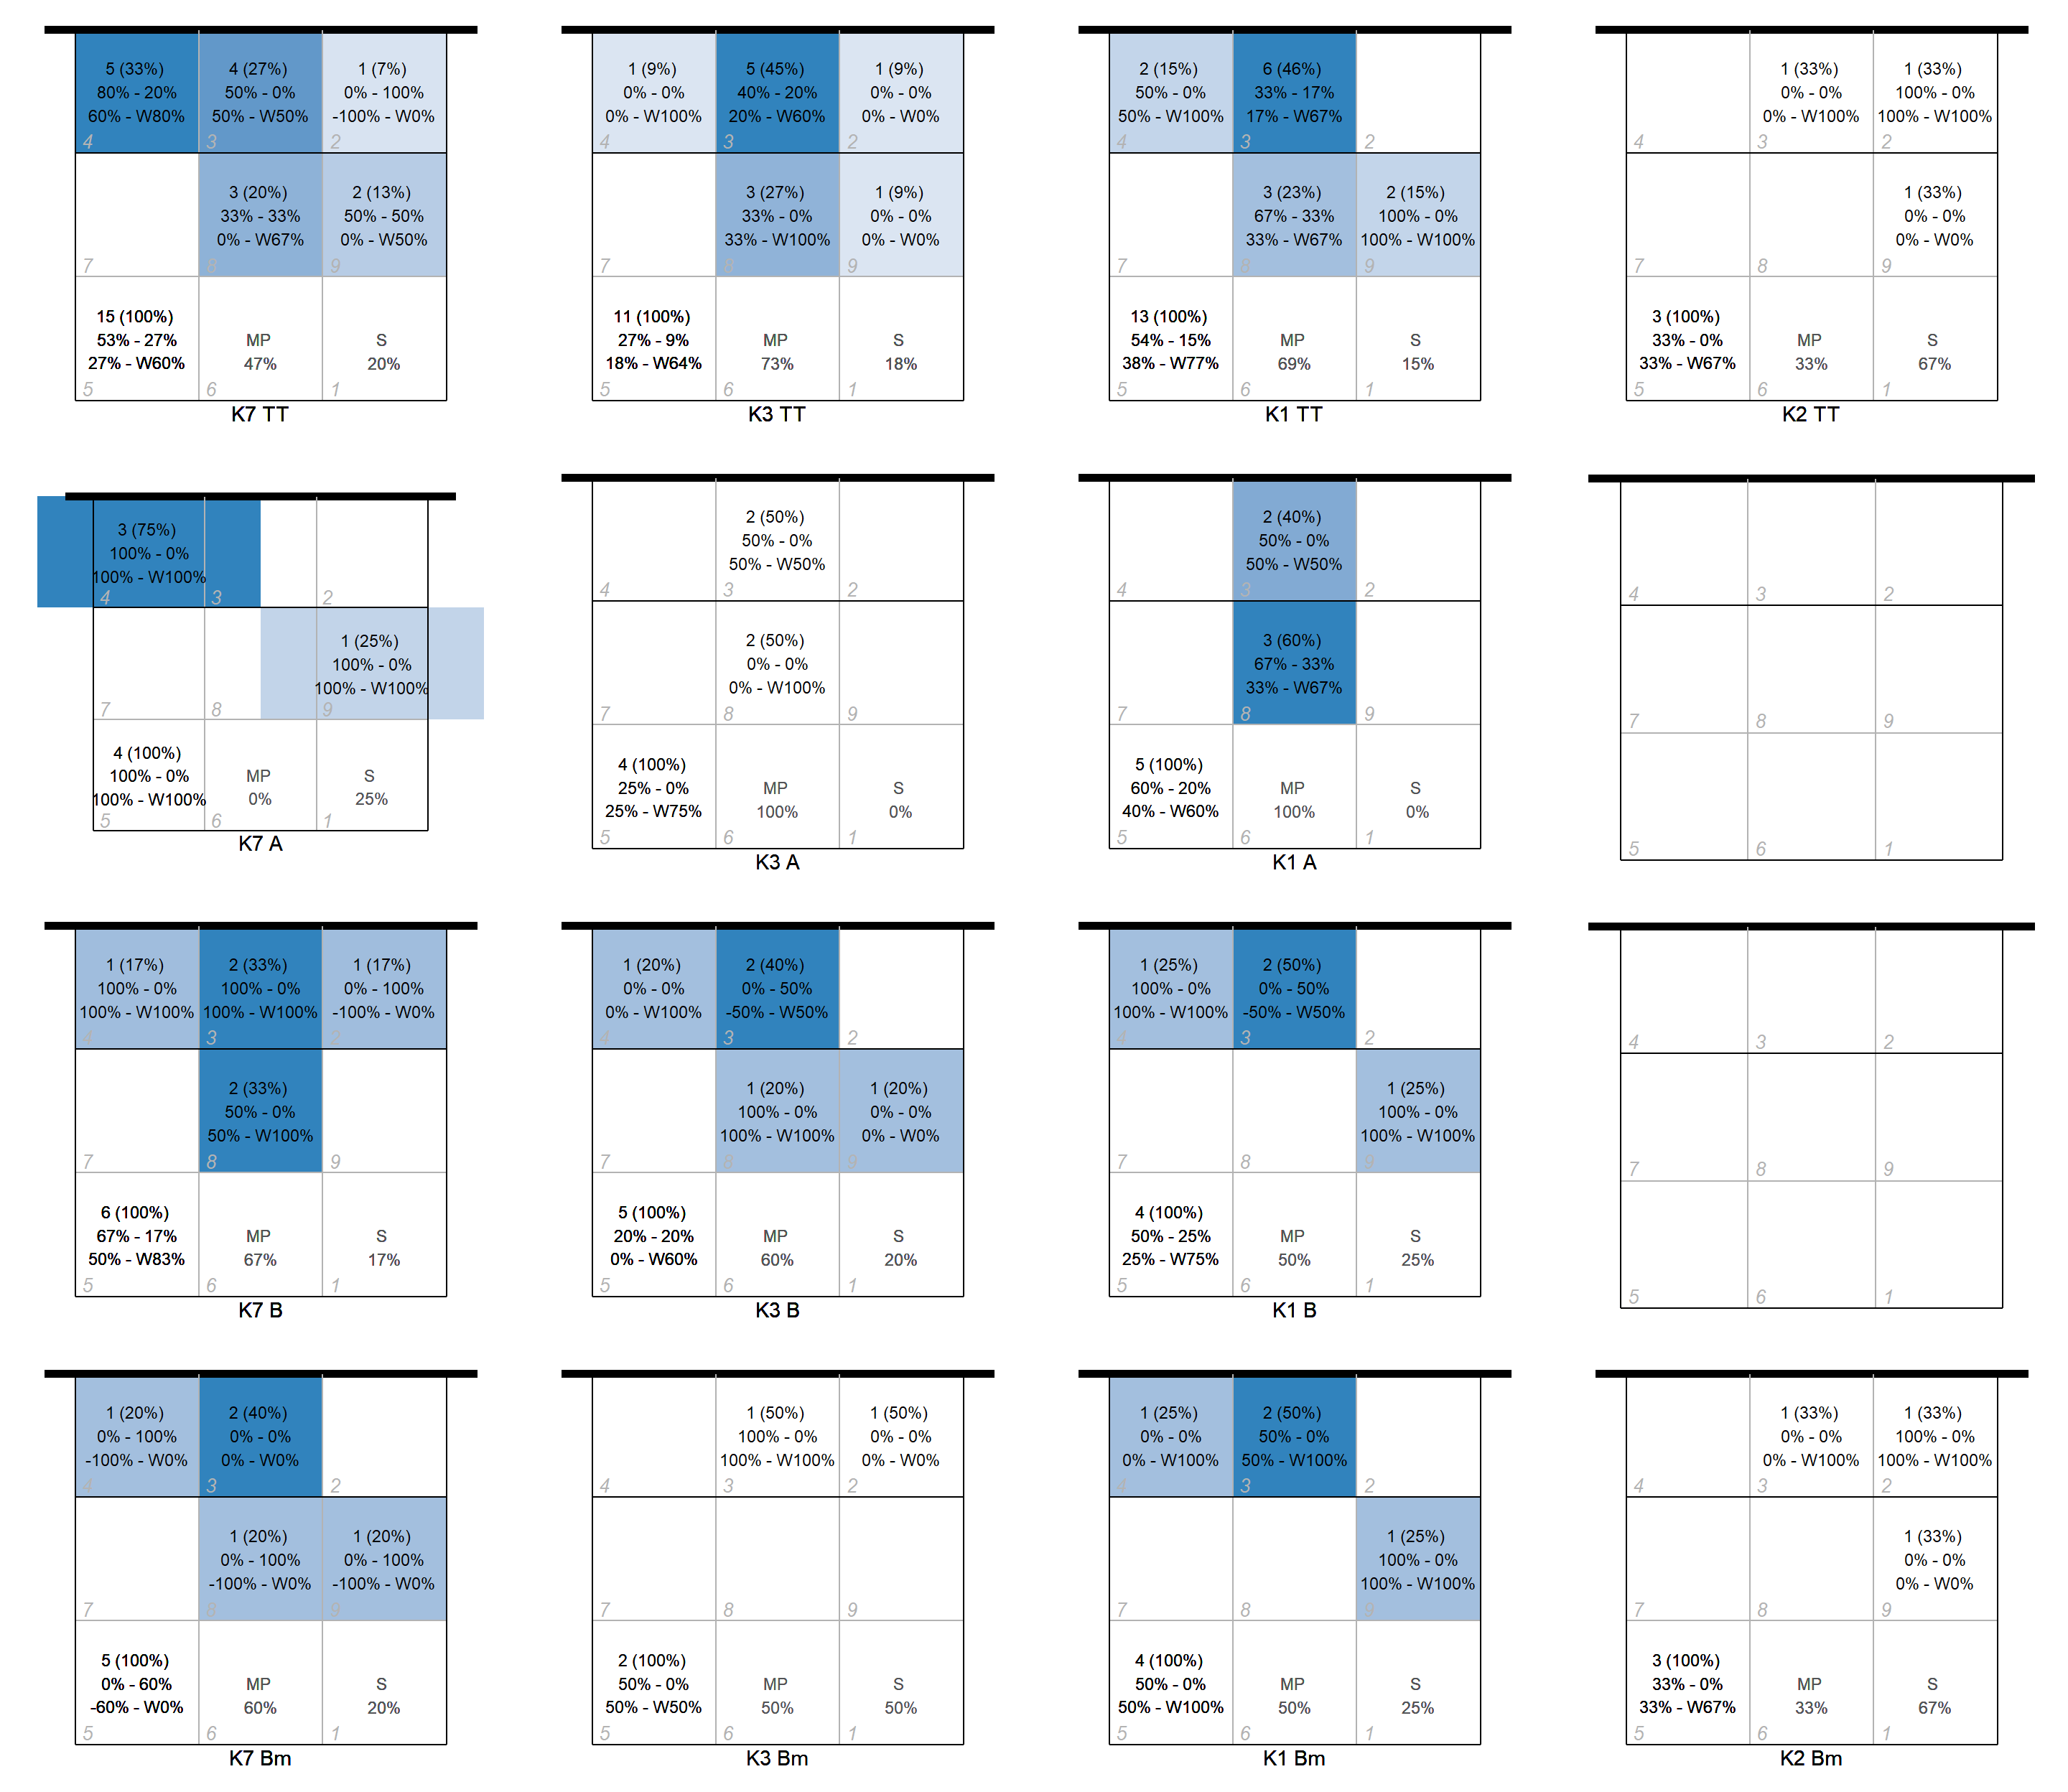 5 (33%)
80% - 20%
60% - W80%
4
4 (27%)
50% - 0%
50% - W50%
3
1 (7%)
0% - 100%
-100% - W0%
2
7
3 (20%)
33% - 33%
0% - W67%
8
2 (13%)
50% - 50%
0% - W50%
9
15 (100%)
53% - 27%
27% - W60%
5
MP
47%
6
S
20%
1
K7 TT
1 (9%)
0% - 0%
0% - W100%
4
5 (45%)
40% - 20%
20% - W60%
3
1 (9%)
0% - 0%
0% - W0%
2
7
3 (27%)
33% - 0%
33% - W100%
8
1 (9%)
0% - 0%
0% - W0%
9
11 (100%)
27% - 9%
18% - W64%
5
MP
73%
6
S
18%
1
K3 TT
2 (15%)
50% - 0%
50% - W100%
4
6 (46%)
33% - 17%
17% - W67%
3
2
7
3 (23%)
67% - 33%
33% - W67%
8
2 (15%)
100% - 0%
100% - W100%
9
13 (100%)
54% - 15%
38% - W77%
5
MP
69%
6
S
15%
1
K1 TT
4
1 (33%)
0% - 0%
0% - W100%
3
1 (33%)
100% - 0%
100% - W100%
2
7
8
1 (33%)
0% - 0%
0% - W0%
9
3 (100%)
33% - 0%
33% - W67%
5
MP
33%
6
S
67%
1
K2 TT
3 (75%)
100% - 0%
100% - W100%
4
3
2
7
8
1 (25%)
100% - 0%
100% - W100%
9
4 (100%)
100% - 0%
100% - W100%
5
MP
0%
6
S
25%
1
K7 A
4
2 (50%)
50% - 0%
50% - W50%
3
2
7
2 (50%)
0% - 0%
0% - W100%
8
9
4 (100%)
25% - 0%
25% - W75%
5
MP
100%
6
S
0%
1
K3 A
4
2 (40%)
50% - 0%
50% - W50%
3
2
7
3 (60%)
67% - 33%
33% - W67%
8
9
5 (100%)
60% - 20%
40% - W60%
5
MP
100%
6
S
0%
1
K1 A
4
3
2
7
8
9
5
6
1
1 (17%)
100% - 0%
100% - W100%
4
2 (33%)
100% - 0%
100% - W100%
3
1 (17%)
0% - 100%
-100% - W0%
2
7
2 (33%)
50% - 0%
50% - W100%
8
9
6 (100%)
67% - 17%
50% - W83%
5
MP
67%
6
S
17%
1
K7 B
1 (20%)
0% - 0%
0% - W100%
4
2 (40%)
0% - 50%
-50% - W50%
3
2
7
1 (20%)
100% - 0%
100% - W100%
8
1 (20%)
0% - 0%
0% - W0%
9
5 (100%)
20% - 20%
0% - W60%
5
MP
60%
6
S
20%
1
K3 B
1 (25%)
100% - 0%
100% - W100%
4
2 (50%)
0% - 50%
-50% - W50%
3
2
7
8
1 (25%)
100% - 0%
100% - W100%
9
4 (100%)
50% - 25%
25% - W75%
5
MP
50%
6
S
25%
1
K1 B
4
3
2
7
8
9
5
6
1
1 (20%)
0% - 100%
-100% - W0%
4
2 (40%)
0% - 0%
0% - W0%
3
2
7
1 (20%)
0% - 100%
-100% - W0%
8
1 (20%)
0% - 100%
-100% - W0%
9
5 (100%)
0% - 60%
-60% - W0%
5
MP
60%
6
S
20%
1
K7 Bm
4
1 (50%)
100% - 0%
100% - W100%
3
1 (50%)
0% - 0%
0% - W0%
2
7
8
9
2 (100%)
50% - 0%
50% - W50%
5
MP
50%
6
S
50%
1
K3 Bm
1 (25%)
0% - 0%
0% - W100%
4
2 (50%)
50% - 0%
50% - W100%
3
2
7
8
1 (25%)
100% - 0%
100% - W100%
9
4 (100%)
50% - 0%
50% - W100%
5
MP
50%
6
S
25%
1
K1 Bm
4
1 (33%)
0% - 0%
0% - W100%
3
1 (33%)
100% - 0%
100% - W100%
2
7
8
1 (33%)
0% - 0%
0% - W0%
9
3 (100%)
33% - 0%
33% - W67%
5
MP
33%
6
S
67%
1
K2 Bm